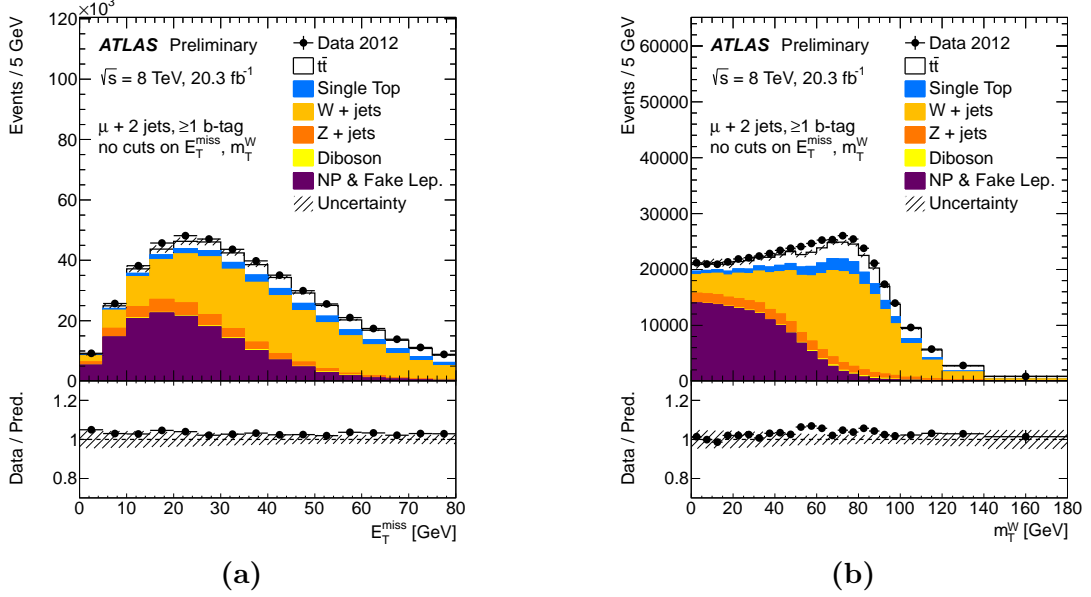 Events / 5 GeV
120×10³
100
80
60
40
20
0
ATLAS Preliminary
√s = 8 TeV, 20.3 fb⁻¹
μ + 2 jets, ≥1 b-tag
no cuts on E_T^miss, m_T^W
Data 2012
tt̄
Single Top
W + jets
Z + jets
Diboson
NP & Fake Lep.
Uncertainty
Data / Pred.
1.2
1
0.8
0 10 20 30 40 50 60 70 80
E_T^miss [GeV]
(a)
Events / 5 GeV
60000
50000
40000
30000
20000
10000
0
ATLAS Preliminary
√s = 8 TeV, 20.3 fb⁻¹
μ + 2 jets, ≥1 b-tag
no cuts on E_T^miss, m_T^W
Data 2012
tt̄
Single Top
W + jets
Z + jets
Diboson
NP & Fake Lep.
Uncertainty
Data / Pred.
1.2
1
0.8
0 20 40 60 80 100 120 140 160 180
m_T^W [GeV]
(b)